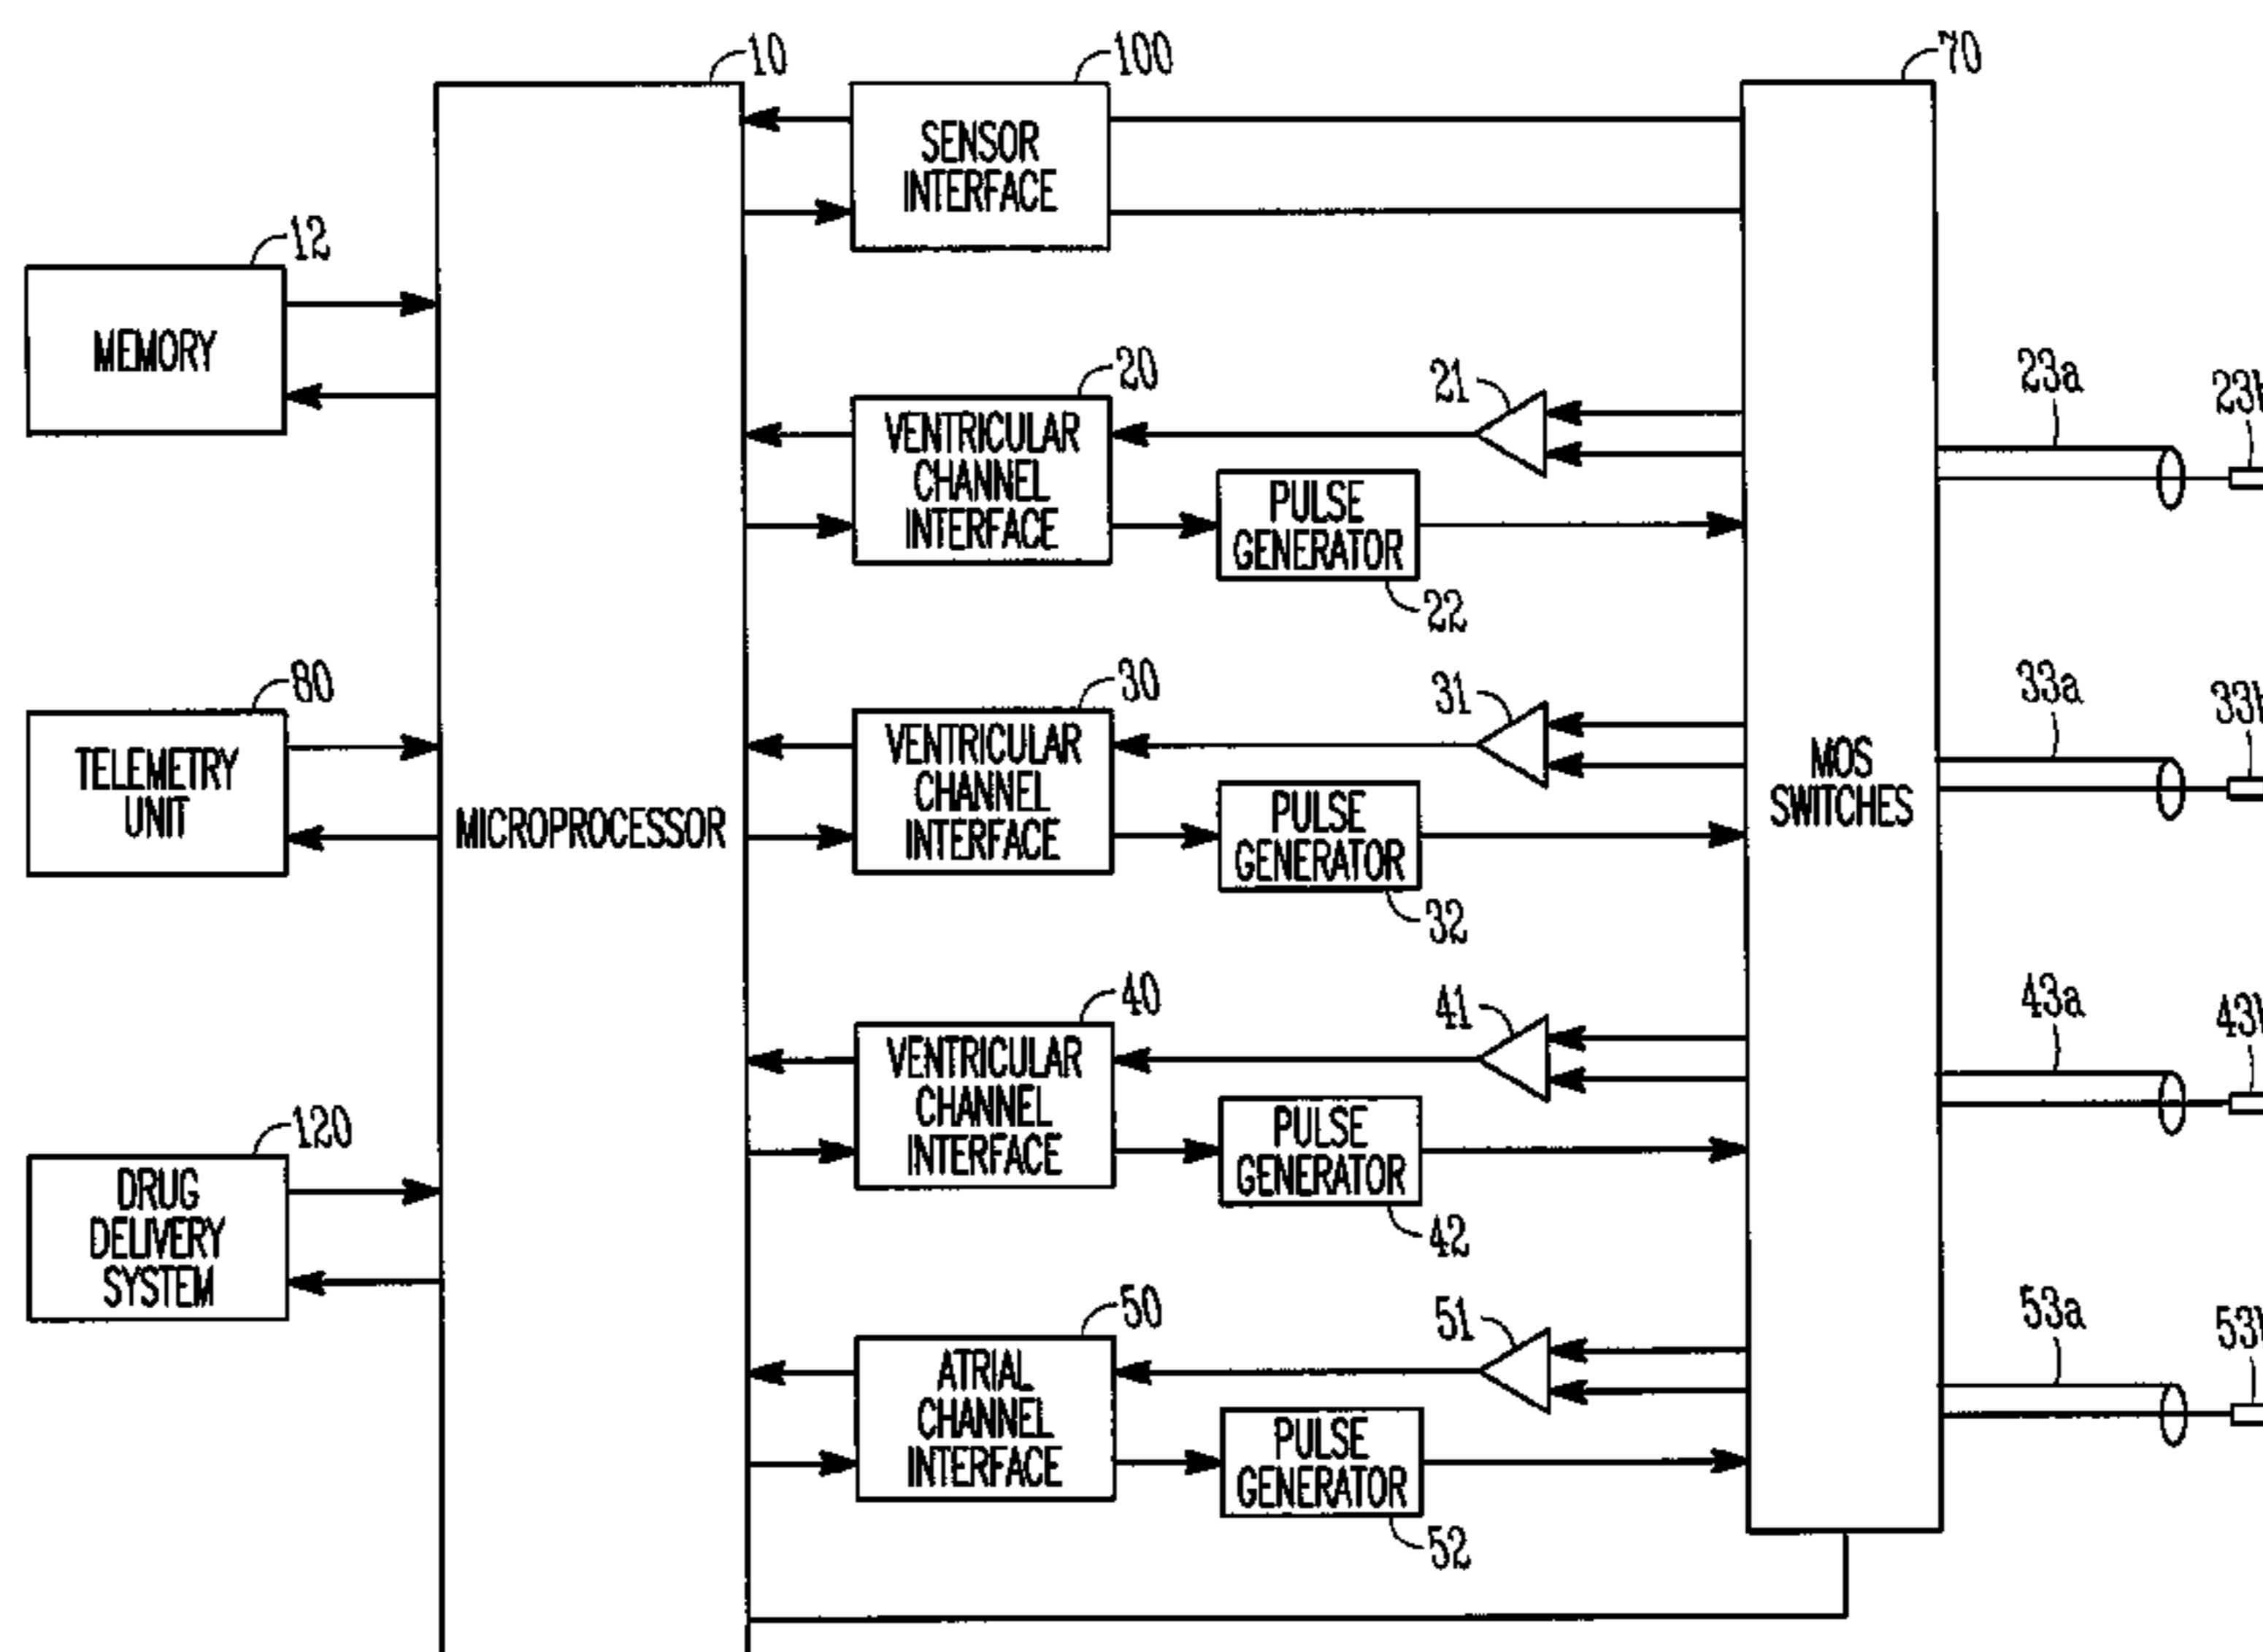 10
100
70
SENSOR
INTERFACE
12
MEMORY
20
21
23a
VENTRICULAR
CHANNEL
INTERFACE
PULSE
GENERATOR
22
80
30
31
33a
TELEMETRY
UNIT
VENTRICULAR
CHANNEL
INTERFACE
PULSE
GENERATOR
32
MICROPROCESSOR
MOS
SWITCHES
40
41
43a
VENTRICULAR
CHANNEL
INTERFACE
PULSE
GENERATOR
42
120
DRUG
DELIVERY
SYSTEM
50
51
53a
ATRIAL
CHANNEL
INTERFACE
PULSE
GENERATOR
52